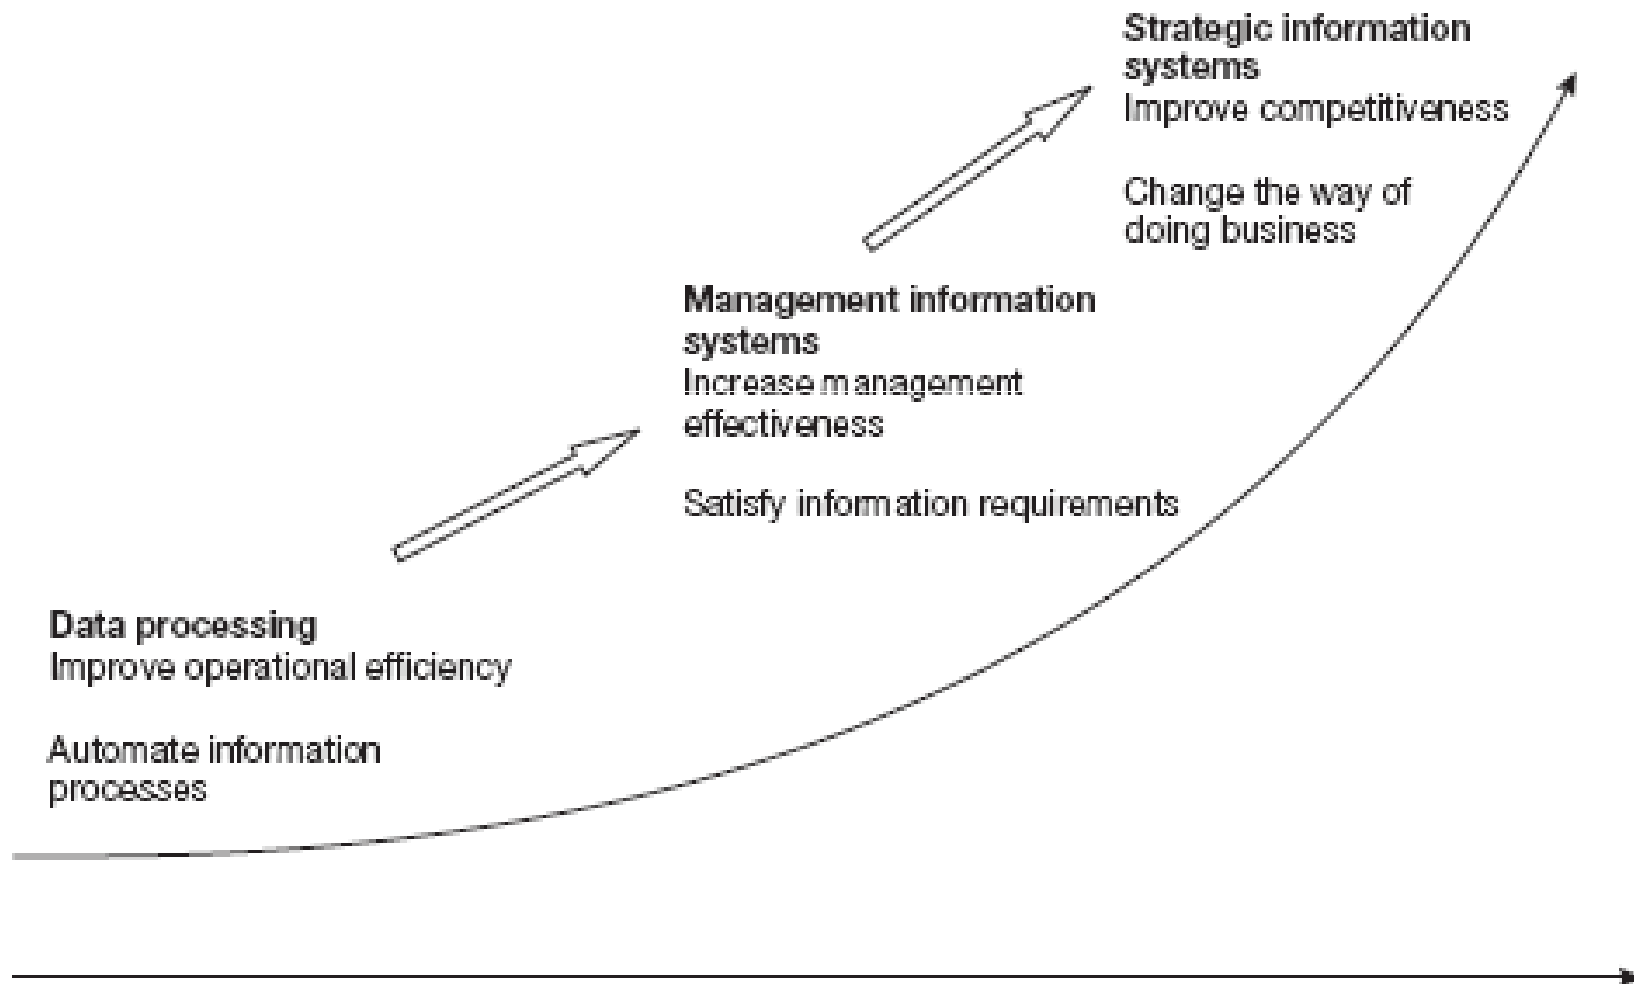 Strategic information
systems
Improve competitiveness
Change the way of
doing business
Management information
systems
Increase management
effectiveness
Satisfy information requirements
Data processing
Improve operational efficiency
Automate information
processes